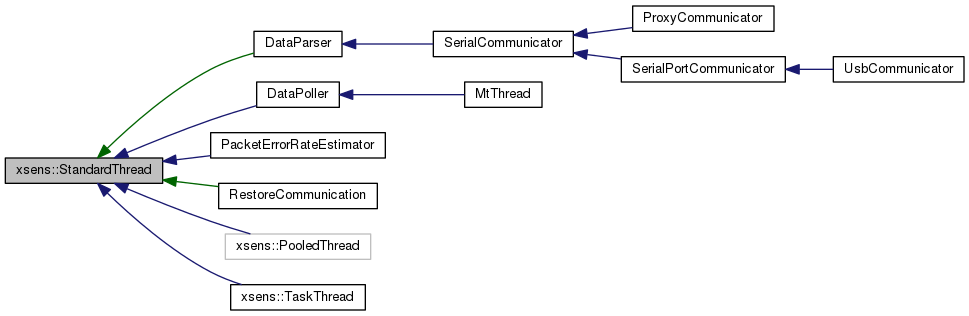 ProxyCommunicator
DataParser
SerialCommunicator
SerialPortCommunicator
UsbCommunicator
DataPoller
MtThread
PacketErrorRateEstimator
xsens::StandardThread
RestoreCommunication
xsens::PooledThread
xsens::TaskThread